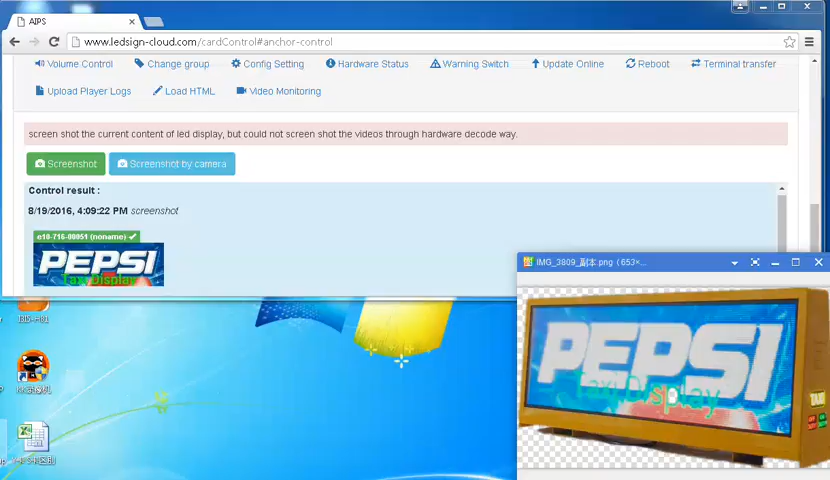 AIPS
www.ledsign-cloud.com/cardControl#anchor-control
Volume Control Change group Config Setting Hardware Status Warning Switch Update Online Reboot Terminal transfer
Upload Player Logs Load HTML Video Monitoring
screen shot the current content of led display, but could not screen shot the videos through hardware decode way.
Screenshot Screenshot by camera
Control result :
8/19/2016, 4:09:22 PM screenshot
e10-716-00051 (noname)
PEPSI
Taxi Display
IMG_3809_副本.png (653×...
PEPSI
Taxi Display
TAXI